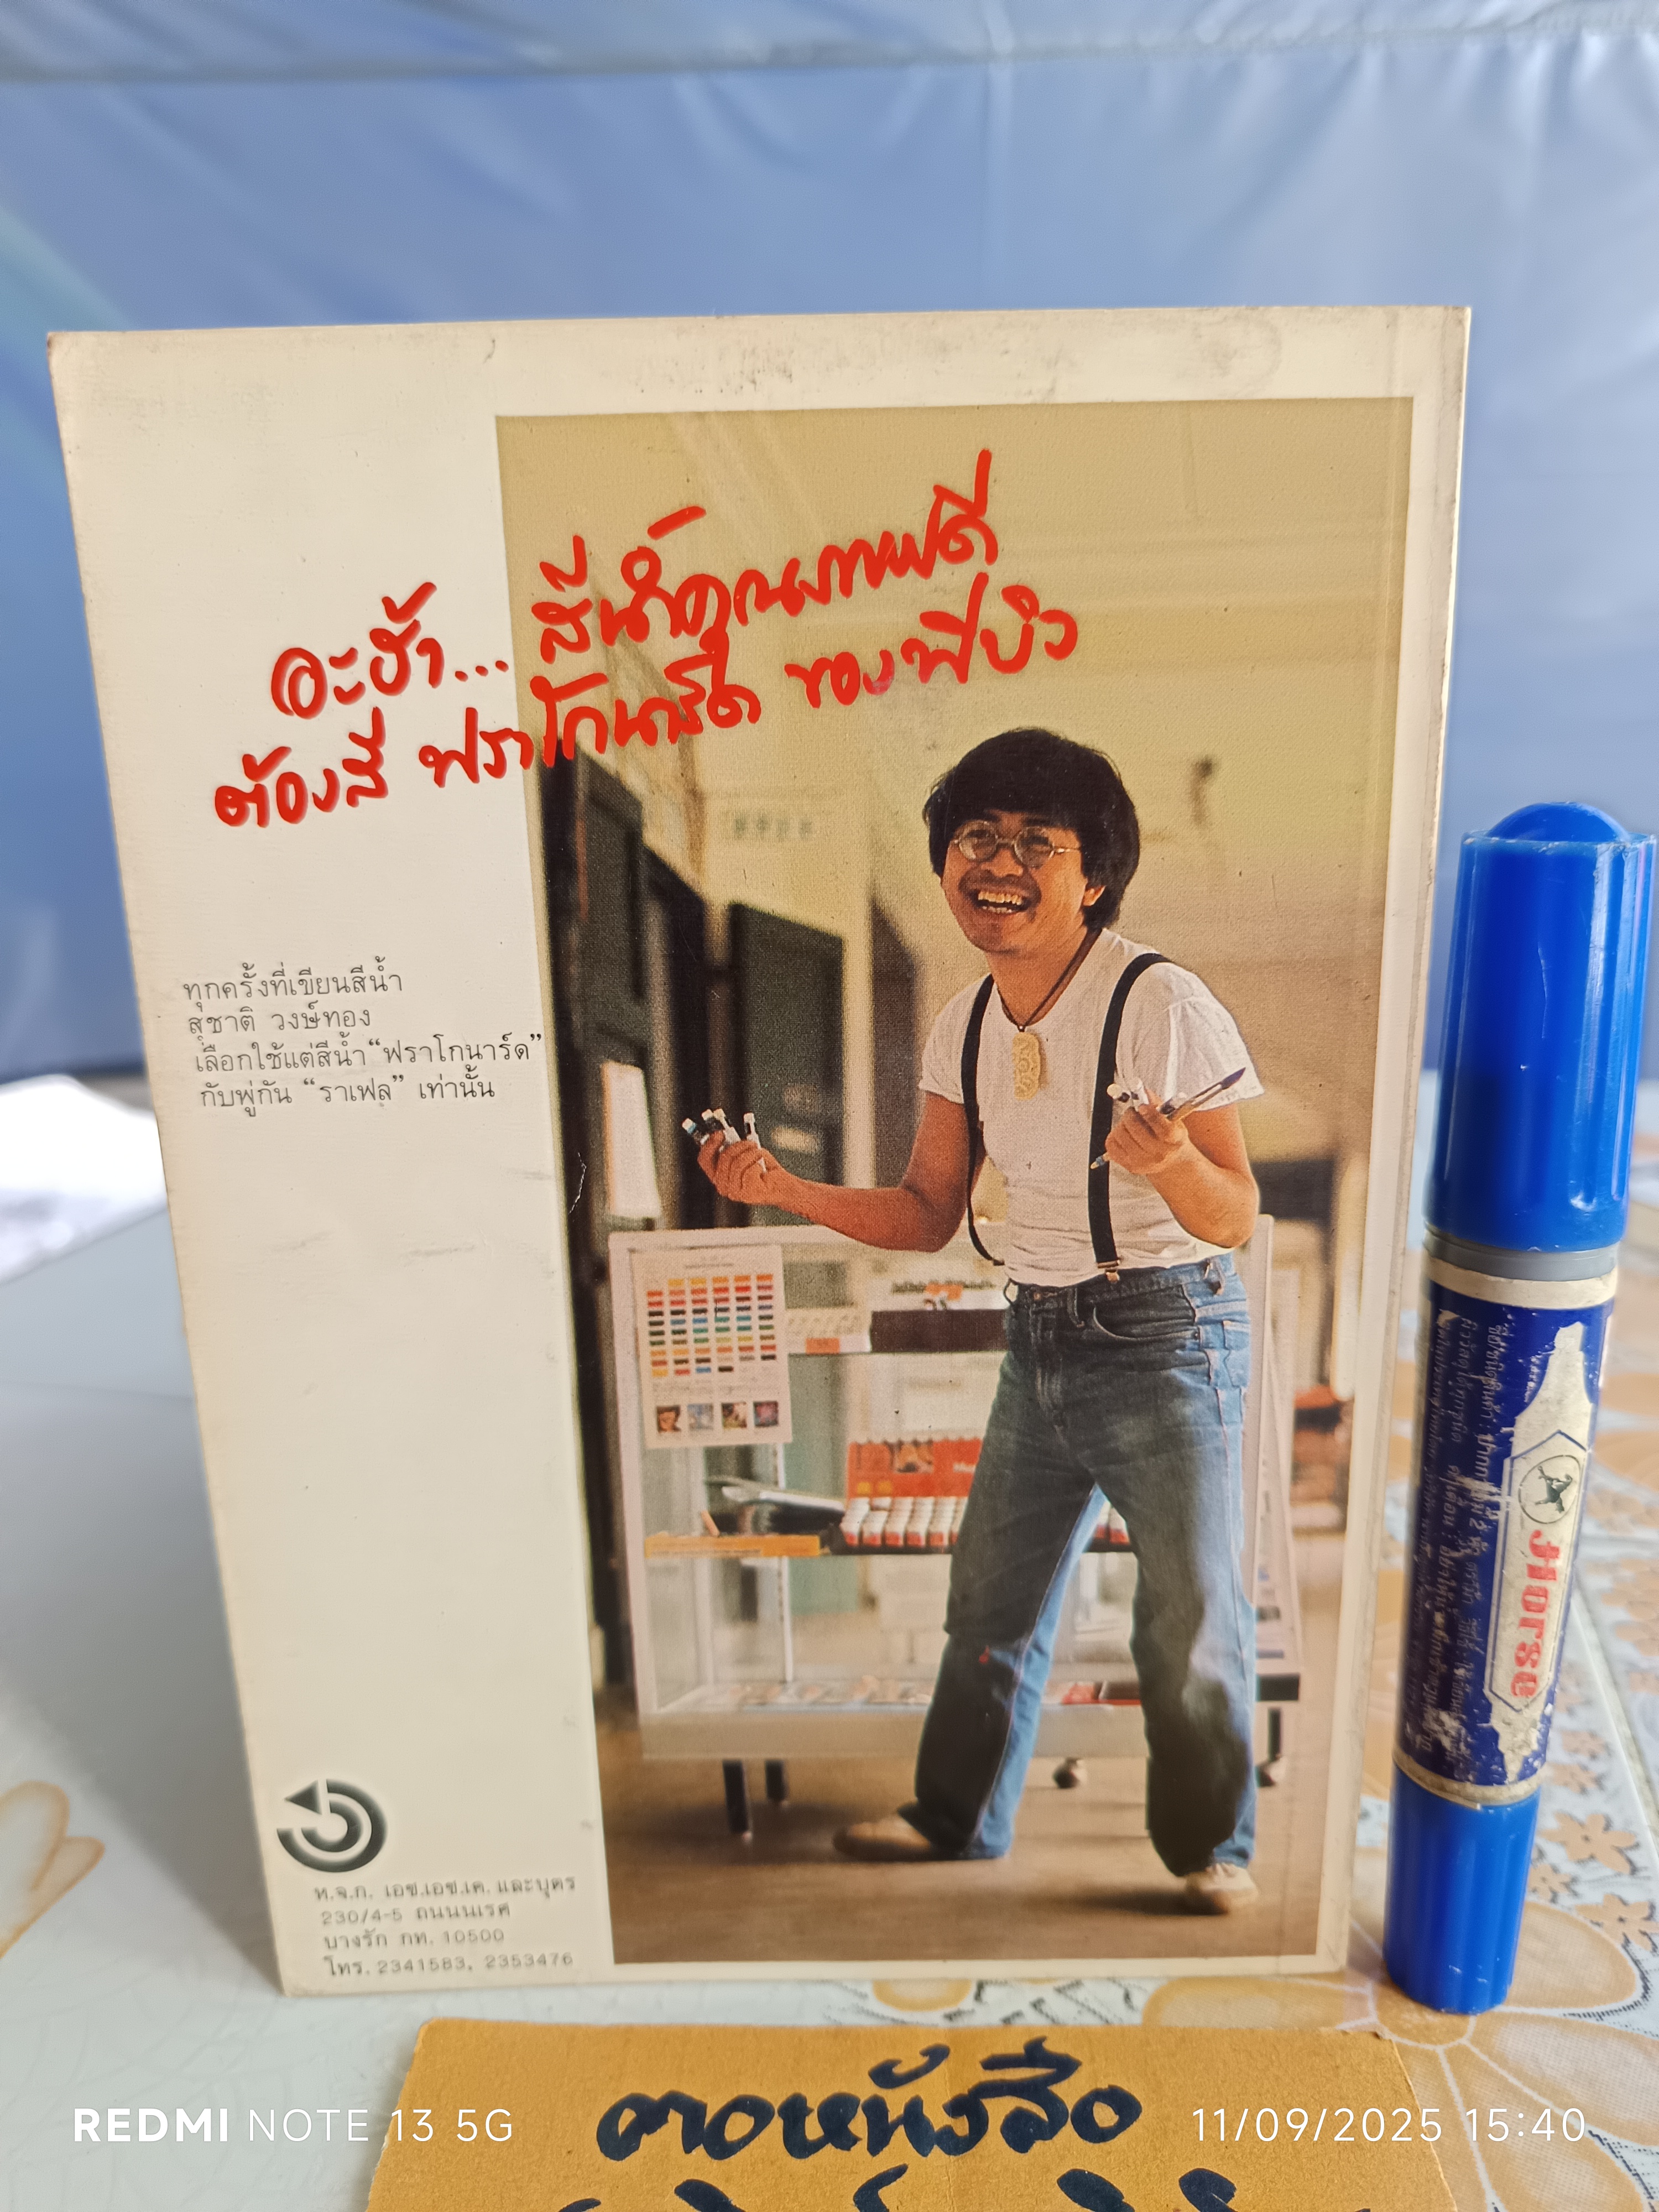 อะฮ้า... สีน้ำคุณภาพดี
ต้องสี ฟราโกนาร์ด ของพี่บิ๋ว
ทุกครั้งที่เขียนสีน้ำ
สุชาติ วงษ์ทอง
เลือกใช้แต่สีน้ำ“ฟราโกนาร์ด”
กับพู่กัน “ราเฟล” เท่านั้น
ห.จ.ก. เอช.เอช.เค. และบุตร
230/4-5 ถนนนเรศ
บางรัก กท. 10500
โทร. 2341583, 2353476
Horse
ตอหนังสือ
REDMI NOTE 13 5G
11/09/2025 15:40